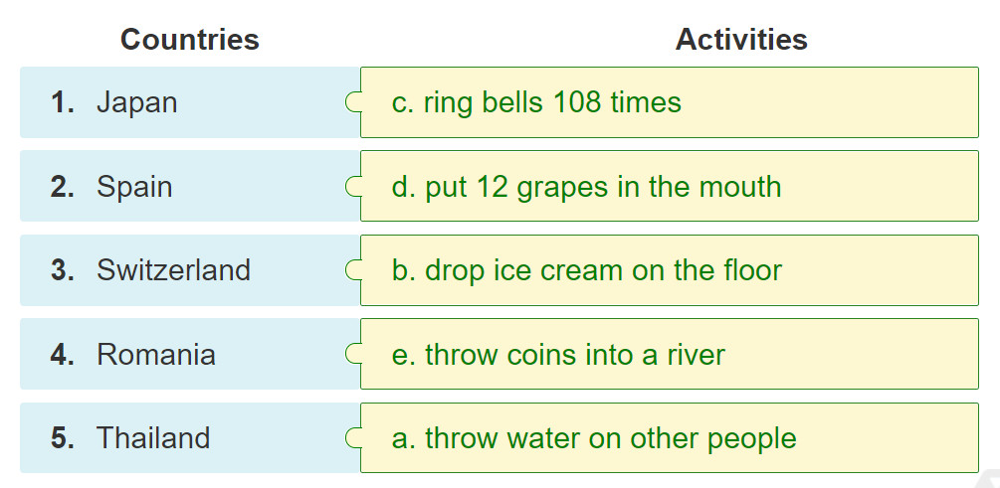 Countries Activities
1. Japan c. ring bells 108 times
2. Spain d. put 12 grapes in the mouth
3. Switzerland b. drop ice cream on the floor
4. Romania e. throw coins into a river
5. Thailand a. throw water on other people